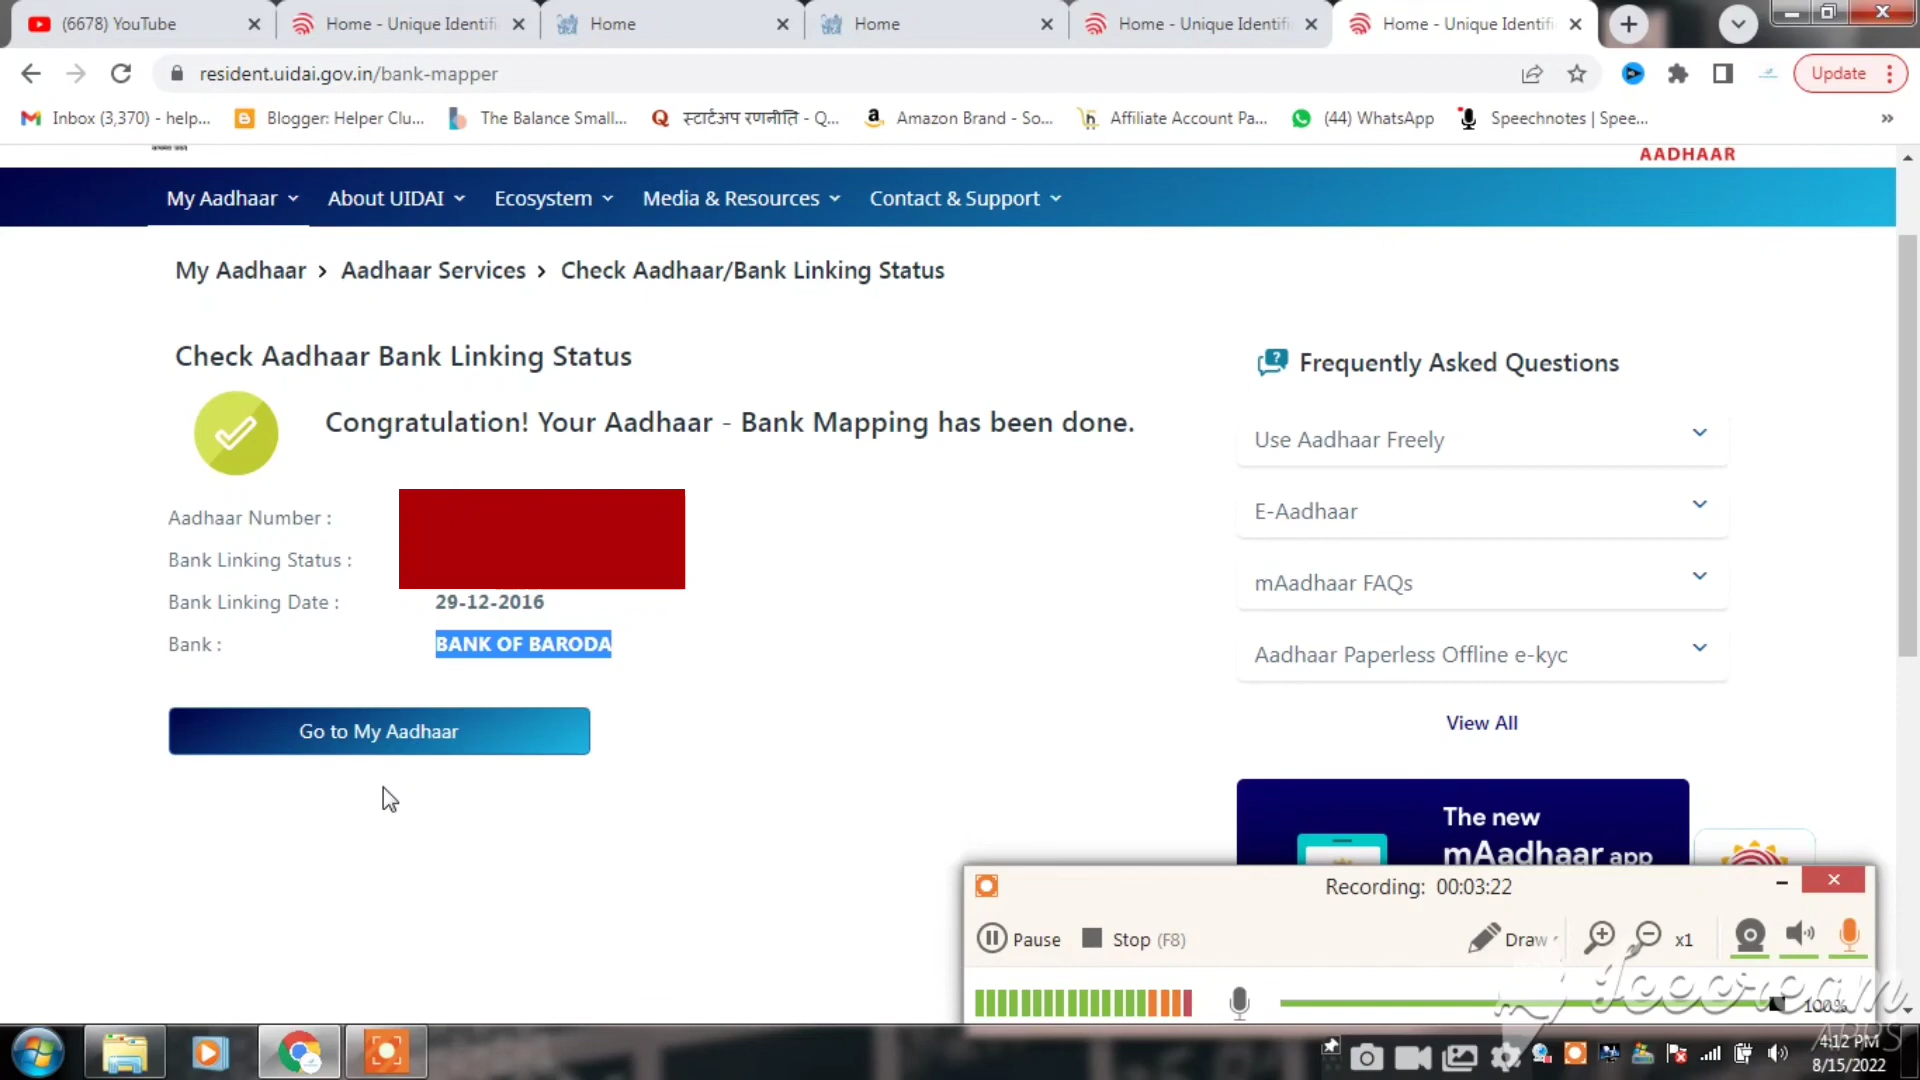 (6678) YouTube
Home - Unique Identifi
Home
Home
Home - Unique Identifi
Home - Unique Identifi
resident.uidai.gov.in/bank-mapper
Update
Inbox (3,370) - help...
Blogger: Helper Clu...
The Balance Small...
स्टार्टअप रणनीति - Q...
Amazon Brand - So...
Affiliate Account Pa...
(44) WhatsApp
Speechnotes | Spee...
»
AADHAAR
My Aadhaar
About UIDAI
Ecosystem
Media & Resources
Contact & Support
My Aadhaar › Aadhaar Services › Check Aadhaar/Bank Linking Status
Check Aadhaar Bank Linking Status
Congratulation! Your Aadhaar - Bank Mapping has been done.
Aadhaar Number :
Bank Linking Status :
Bank Linking Date : 29-12-2016
Bank : BANK OF BARODA
Go to My Aadhaar
Frequently Asked Questions
Use Aadhaar Freely
E-Aadhaar
mAadhaar FAQs
Aadhaar Paperless Offline e-kyc
View All
The new
mAadhaar app
Recording: 00:03:22
Pause
Stop (F8)
Draw
x1
100%
APPS
4:12 PM
8/15/2022